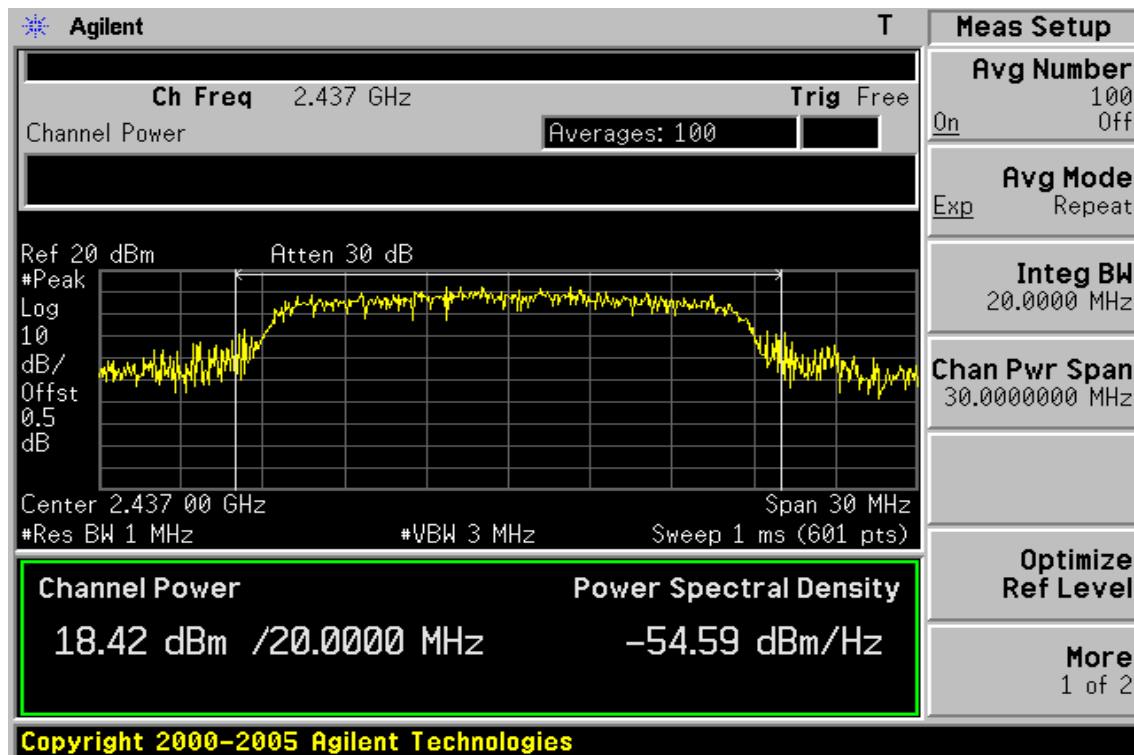 Agilent T
Ch Freq 2.437 GHz Trig Free
Channel Power Averages: 100
Ref 20 dBm Atten 30 dB
#Peak
Log
10
dB/
Offst
0.5
dB
Center 2.437 00 GHz Span 30 MHz
#Res BW 1 MHz #VBW 3 MHz Sweep 1 ms (601 pts)
Channel Power Power Spectral Density
18.42 dBm /20.0000 MHz -54.59 dBm/Hz
Copyright 2000-2005 Agilent Technologies
Meas Setup
Avg Number
100
On Off
Avg Mode
Exp Repeat
Integ BW
20.0000 MHz
Chan Pwr Span
30.0000000 MHz
Optimize
Ref Level
More
1 of 2